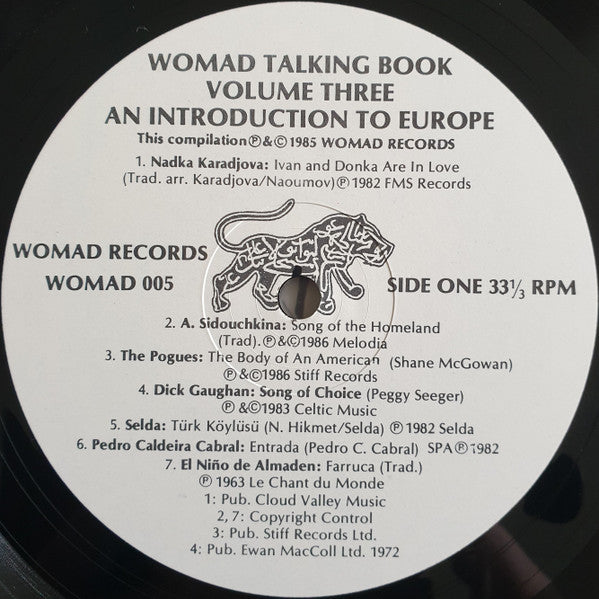 WOMAD TALKING BOOK
VOLUME THREE
AN INTRODUCTION TO EUROPE
This compilation Ⓟ&©1985 WOMAD RECORDS
1. Nadka Karadjova: Ivan and Donka Are In Love
(Trad. arr. Karadjova/Naoumov)Ⓟ1982 FMS Records
WOMAD RECORDS
WOMAD 005
SIDE ONE 33⅓ RPM
2. A. Sidouchkina: Song of the Homeland
(Trad).Ⓟ&©1986 Melodja
3. The Pogues: The Body of An American (Shane McGowan)
Ⓟ&©1986 Stiff Records
4. Dick Gaughan: Song of Choice (Peggy Seeger)
Ⓟ &©1983 Celtic Music
5. Selda: Türk Köylüsü (N. Hikmet/Selda) Ⓟ1982 Selda
6. Pedro Caldeira Cabral: Entrada (Pedro C. Cabral) SPAⓅ1982
7. El Niño de Almaden: Farruca (Trad.)
Ⓟ 1963 Le Chant du Monde
1: Pub. Cloud Valley Music
2, 7: Copyright Control
3: Pub. Stiff Records Ltd.
4: Pub. Ewan MacColl Ltd. 1972